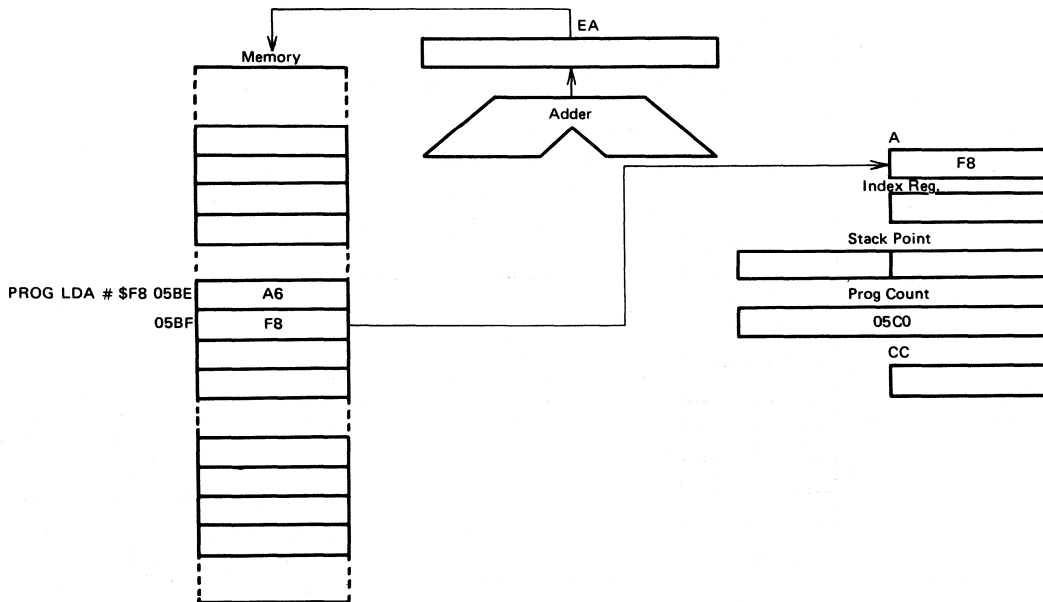 EA
Memory
Adder
A
F8
Index Reg.
Stack Point
PROG LDA # $F8 05BE A6
Prog Count
05BF F8
05C0
CC